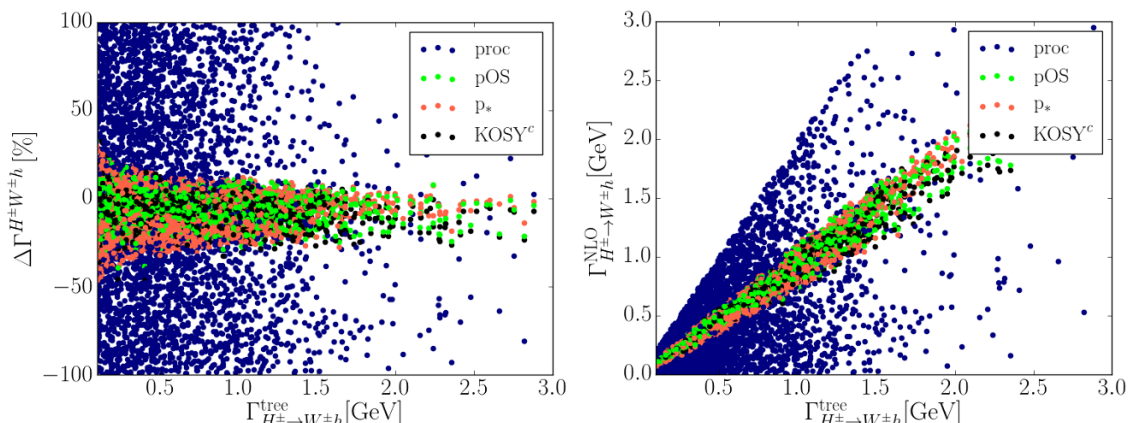 100
50
0
−50
−100
ΔΓ^{H^±W^±h} [%]
0.5 1.0 1.5 2.0 2.5 3.0
Γ^{tree}_{H^±→W^±h}[GeV]
proc
pOS
p_*
KOSY^c
3.0
2.5
2.0
1.5
1.0
0.5
0.0
Γ^{NLO}_{H^±→W^±h}[GeV]
0.5 1.0 1.5 2.0 2.5 3.0
Γ^{tree}_{H^±→W^±h}[GeV]
proc
pOS
p_*
KOSY^c